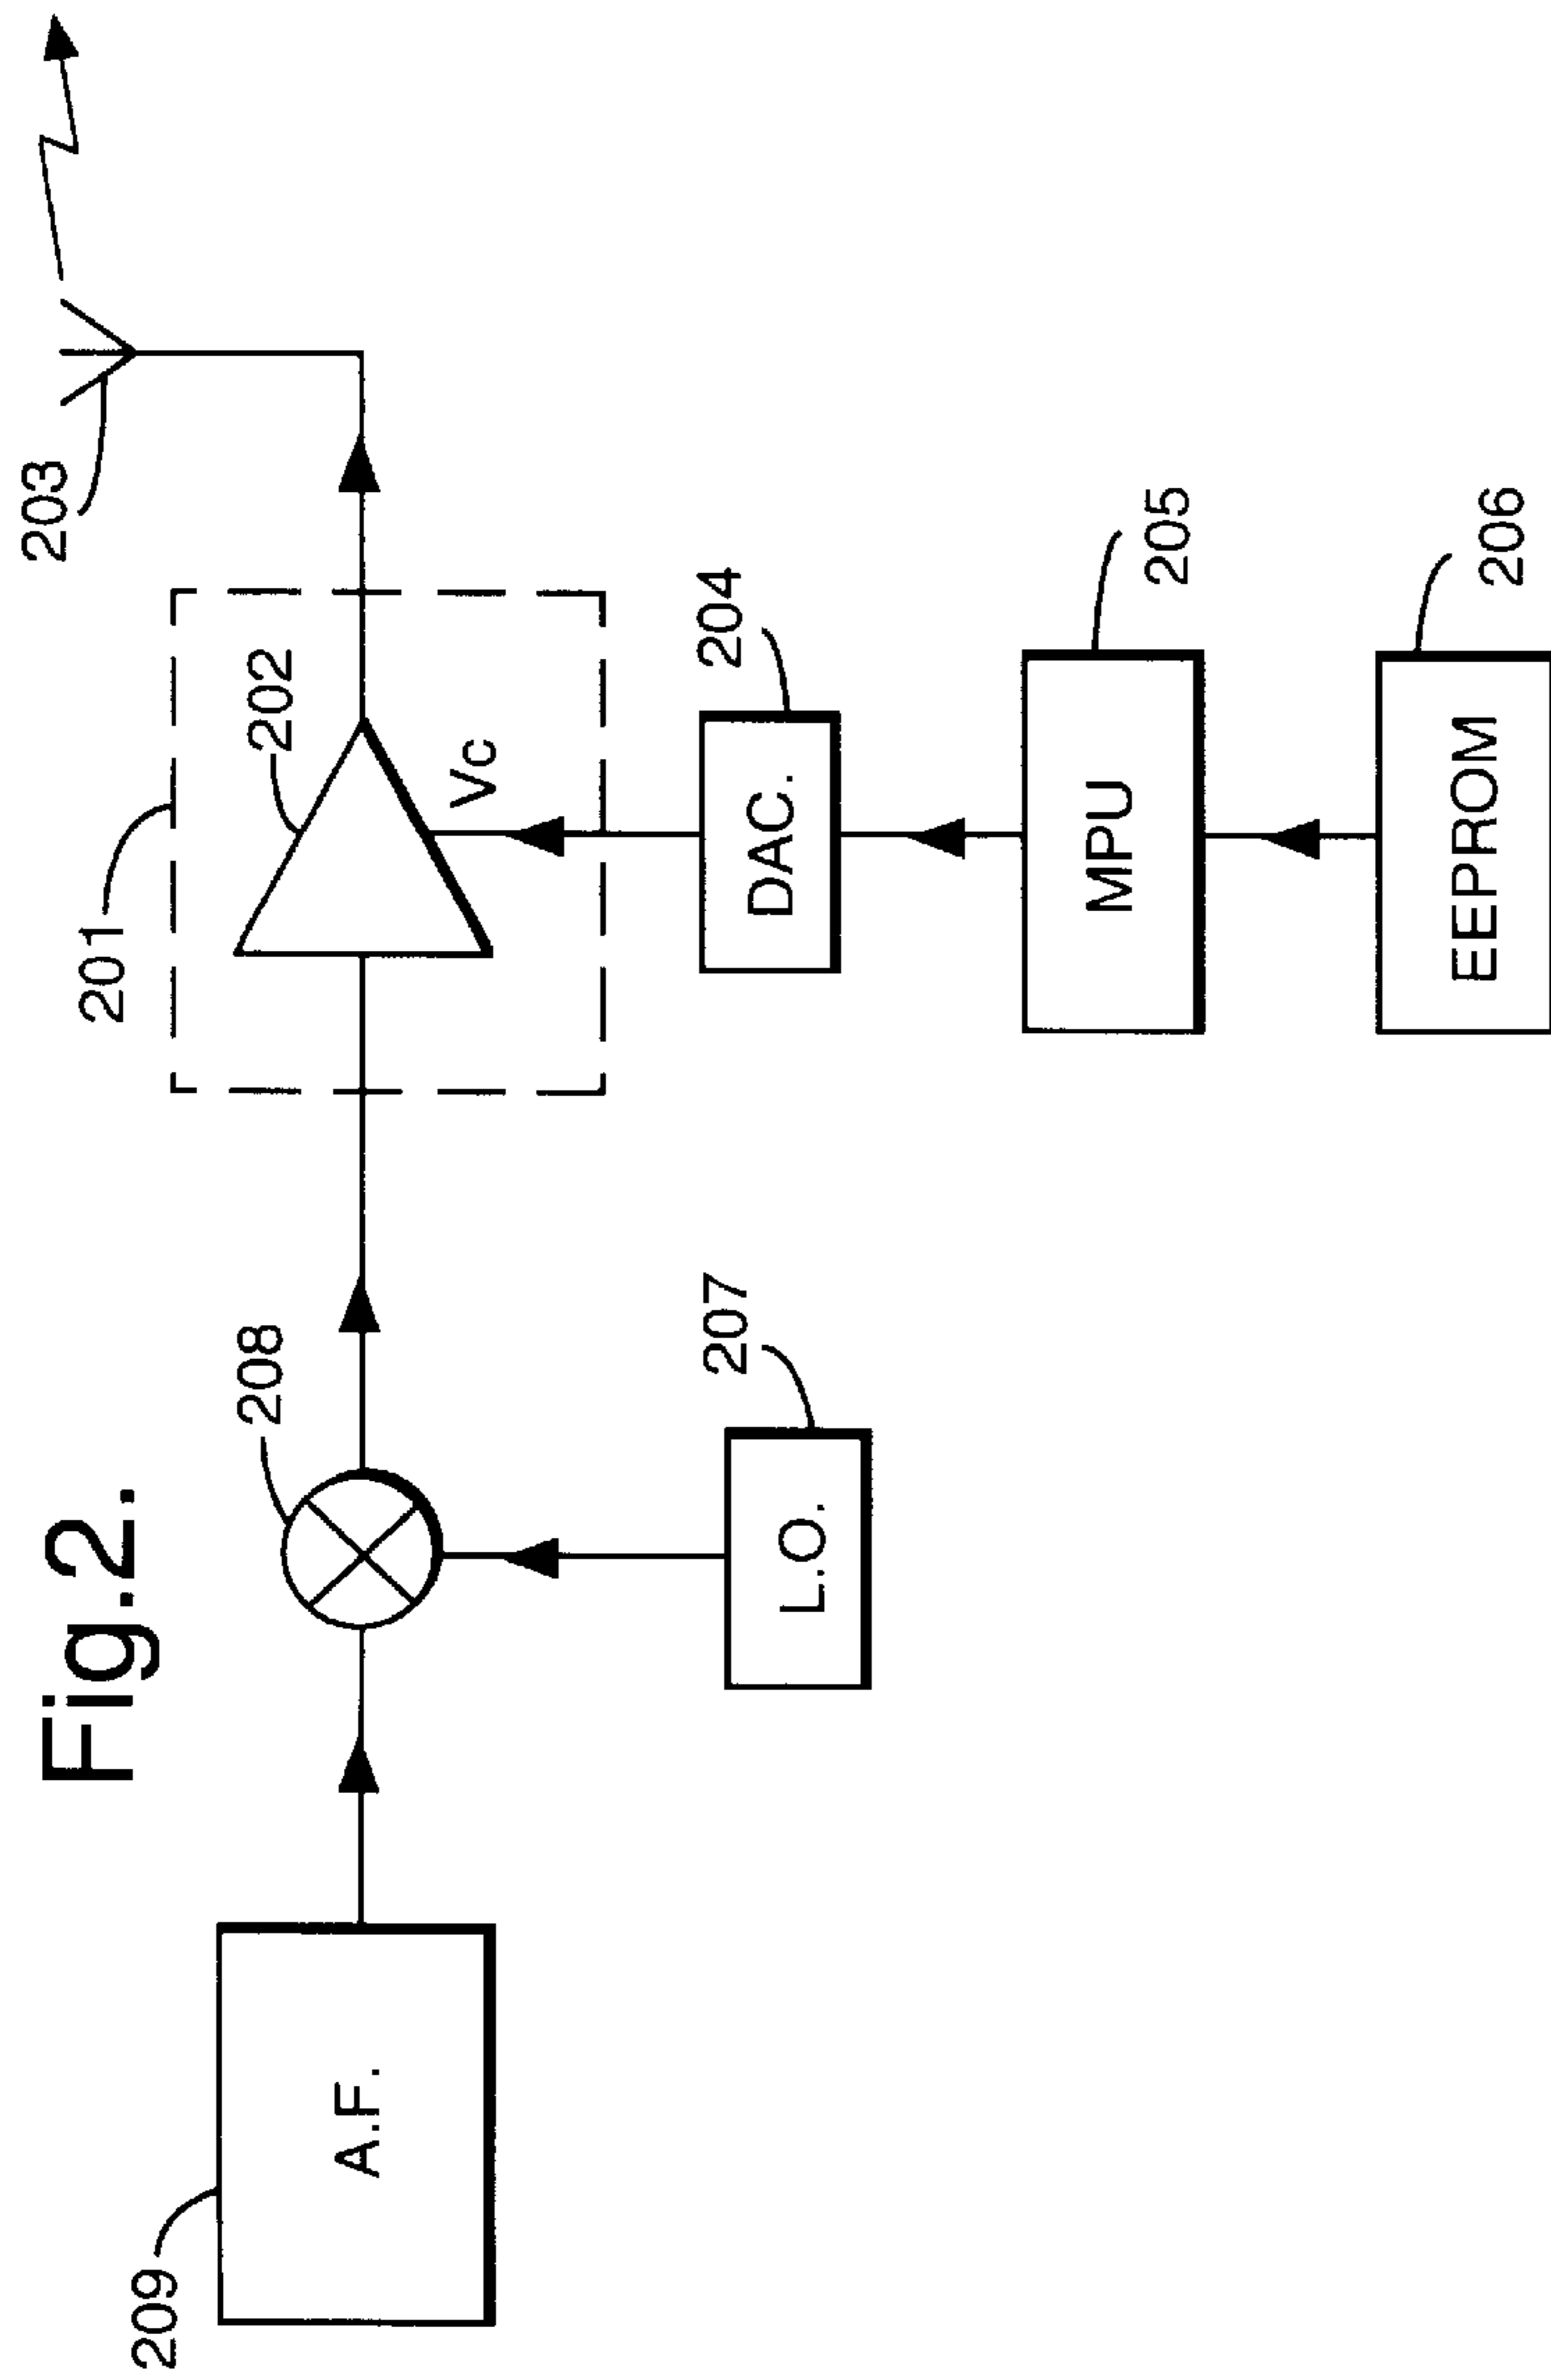 Fig.2.
203
201
202
Vc
204
DAC.
205
MPU
206
EEPROM
208
207
L.O.
209
A.F.